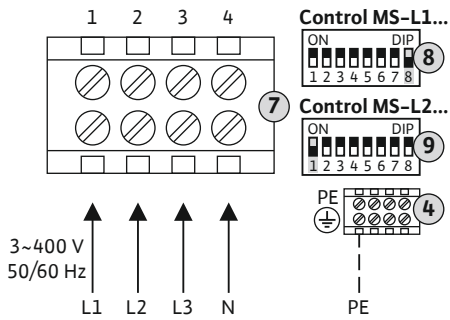 1 2 3 4
Control MS-L1...
ON DIP
1 2 3 4 5 6 7 8
8
7
Control MS-L2...
ON DIP
1 2 3 4 5 6 7 8
9
PE
4
3~400 V
50/60 Hz
L1 L2 L3 N PE